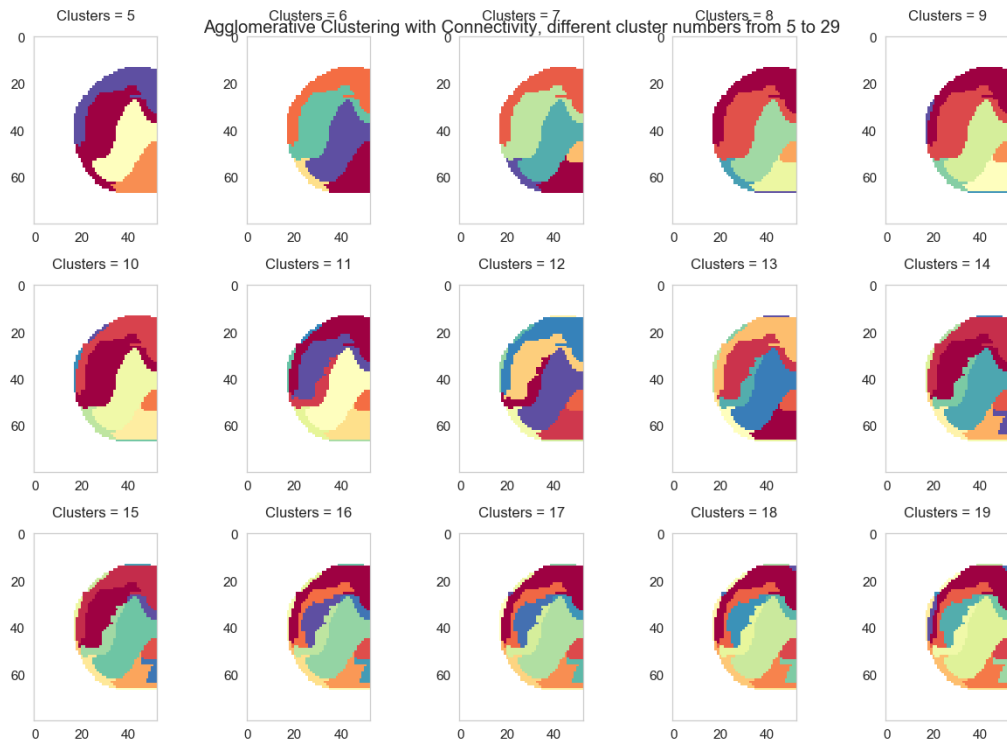 Clusters = 5 Clusters = 6 Clusters = 7 Clusters = 8 Clusters = 9
Agglomerative Clustering with Connectivity, different cluster numbers from 5 to 29
0 0 0 0 0
20 20 20 20 20
40 40 40 40 40
60 60 60 60 60
0 20 40 0 20 40 0 20 40 0 20 40 0 20 40
Clusters = 10 Clusters = 11 Clusters = 12 Clusters = 13 Clusters = 14
0 0 0 0 0
20 20 20 20 20
40 40 40 40 40
60 60 60 60 60
0 20 40 0 20 40 0 20 40 0 20 40 0 20 40
Clusters = 15 Clusters = 16 Clusters = 17 Clusters = 18 Clusters = 19
0 0 0 0 0
20 20 20 20 20
40 40 40 40 40
60 60 60 60 60
0 20 40 0 20 40 0 20 40 0 20 40 0 20 40